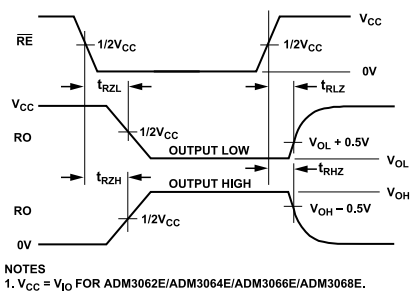 VCC
RE
1/2VCC
1/2VCC
0V
tRZL
tRLZ
VCC
RO
1/2VCC
OUTPUT LOW
VOL + 0.5V
VOL
tRZH
tRHZ
OUTPUT HIGH
VOH
RO
1/2VCC
VOH – 0.5V
0V
NOTES
1. VCC = VIO FOR ADM3062E/ADM3064E/ADM3066E/ADM3068E.